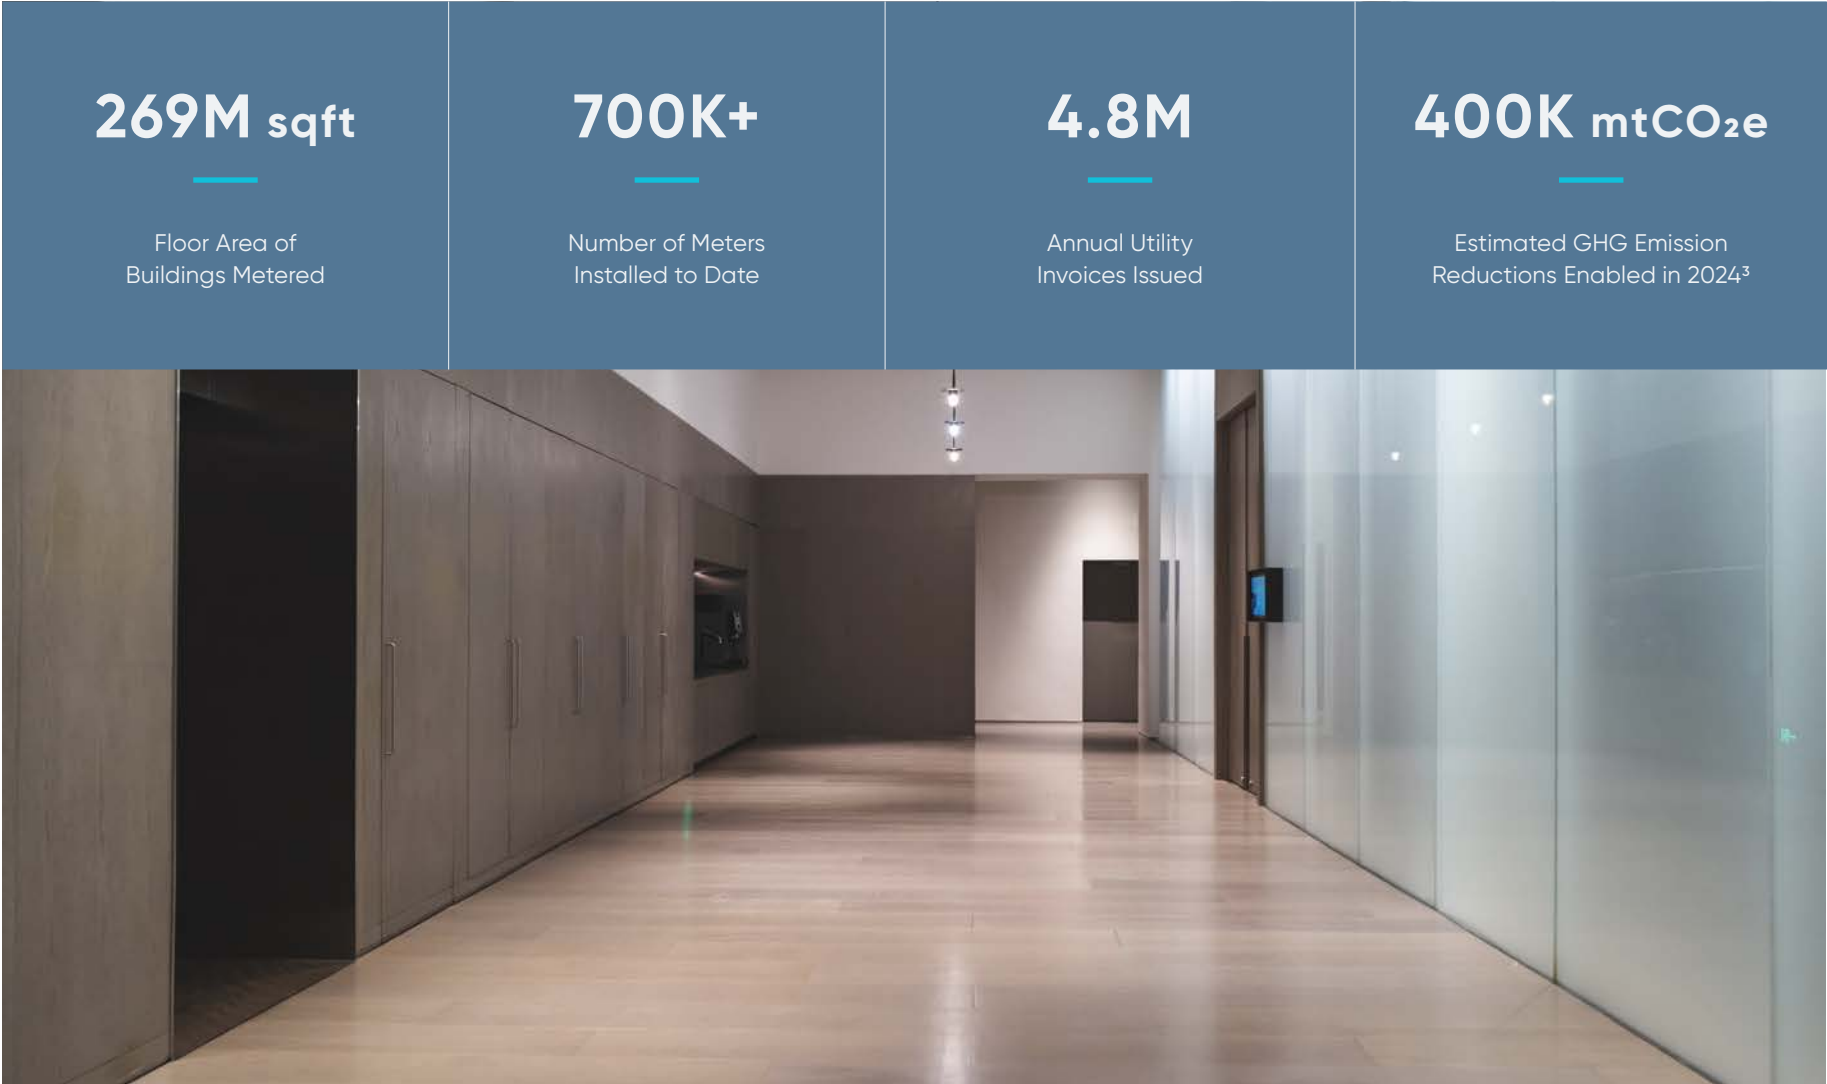 269M sqft
Floor Area of
Buildings Metered
700K+
Number of Meters
Installed to Date
4.8M
Annual Utility
Invoices Issued
400K mtCO₂e
Estimated GHG Emission
Reductions Enabled in 2024³